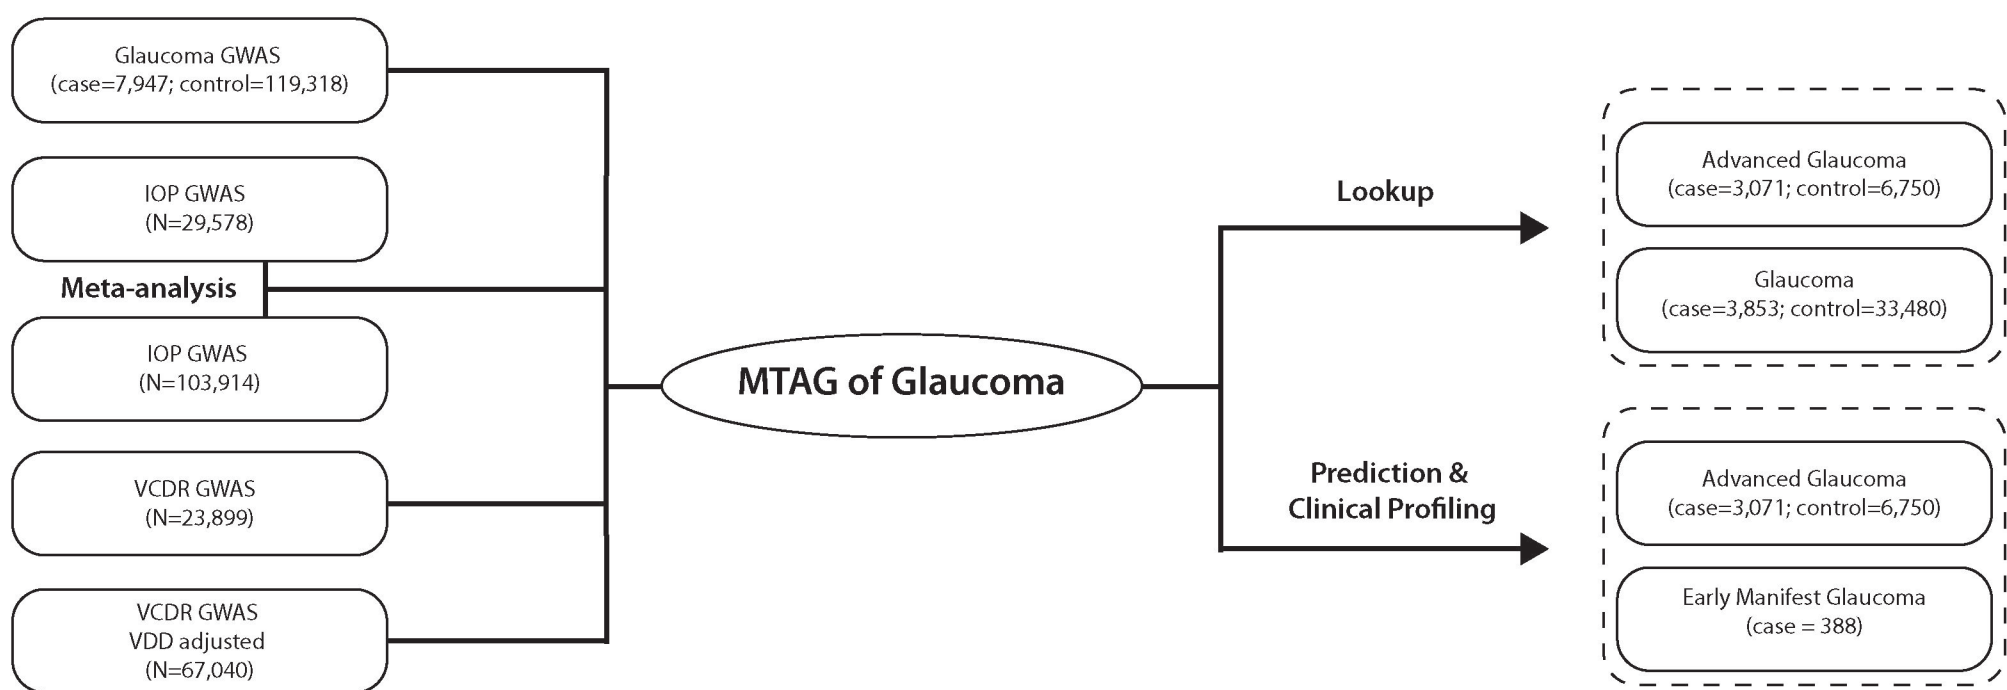 Glaucoma GWAS
(case=7,947; control=119,318)
IOP GWAS
(N=29,578)
Meta-analysis
IOP GWAS
(N=103,914)
VCDR GWAS
(N=23,899)
VCDR GWAS
VDD adjusted
(N=67,040)
MTAG of Glaucoma
Lookup
Prediction &
Clinical Profiling
Advanced Glaucoma
(case=3,071; control=6,750)
Glaucoma
(case=3,853; control=33,480)
Advanced Glaucoma
(case=3,071; control=6,750)
Early Manifest Glaucoma
(case = 388)